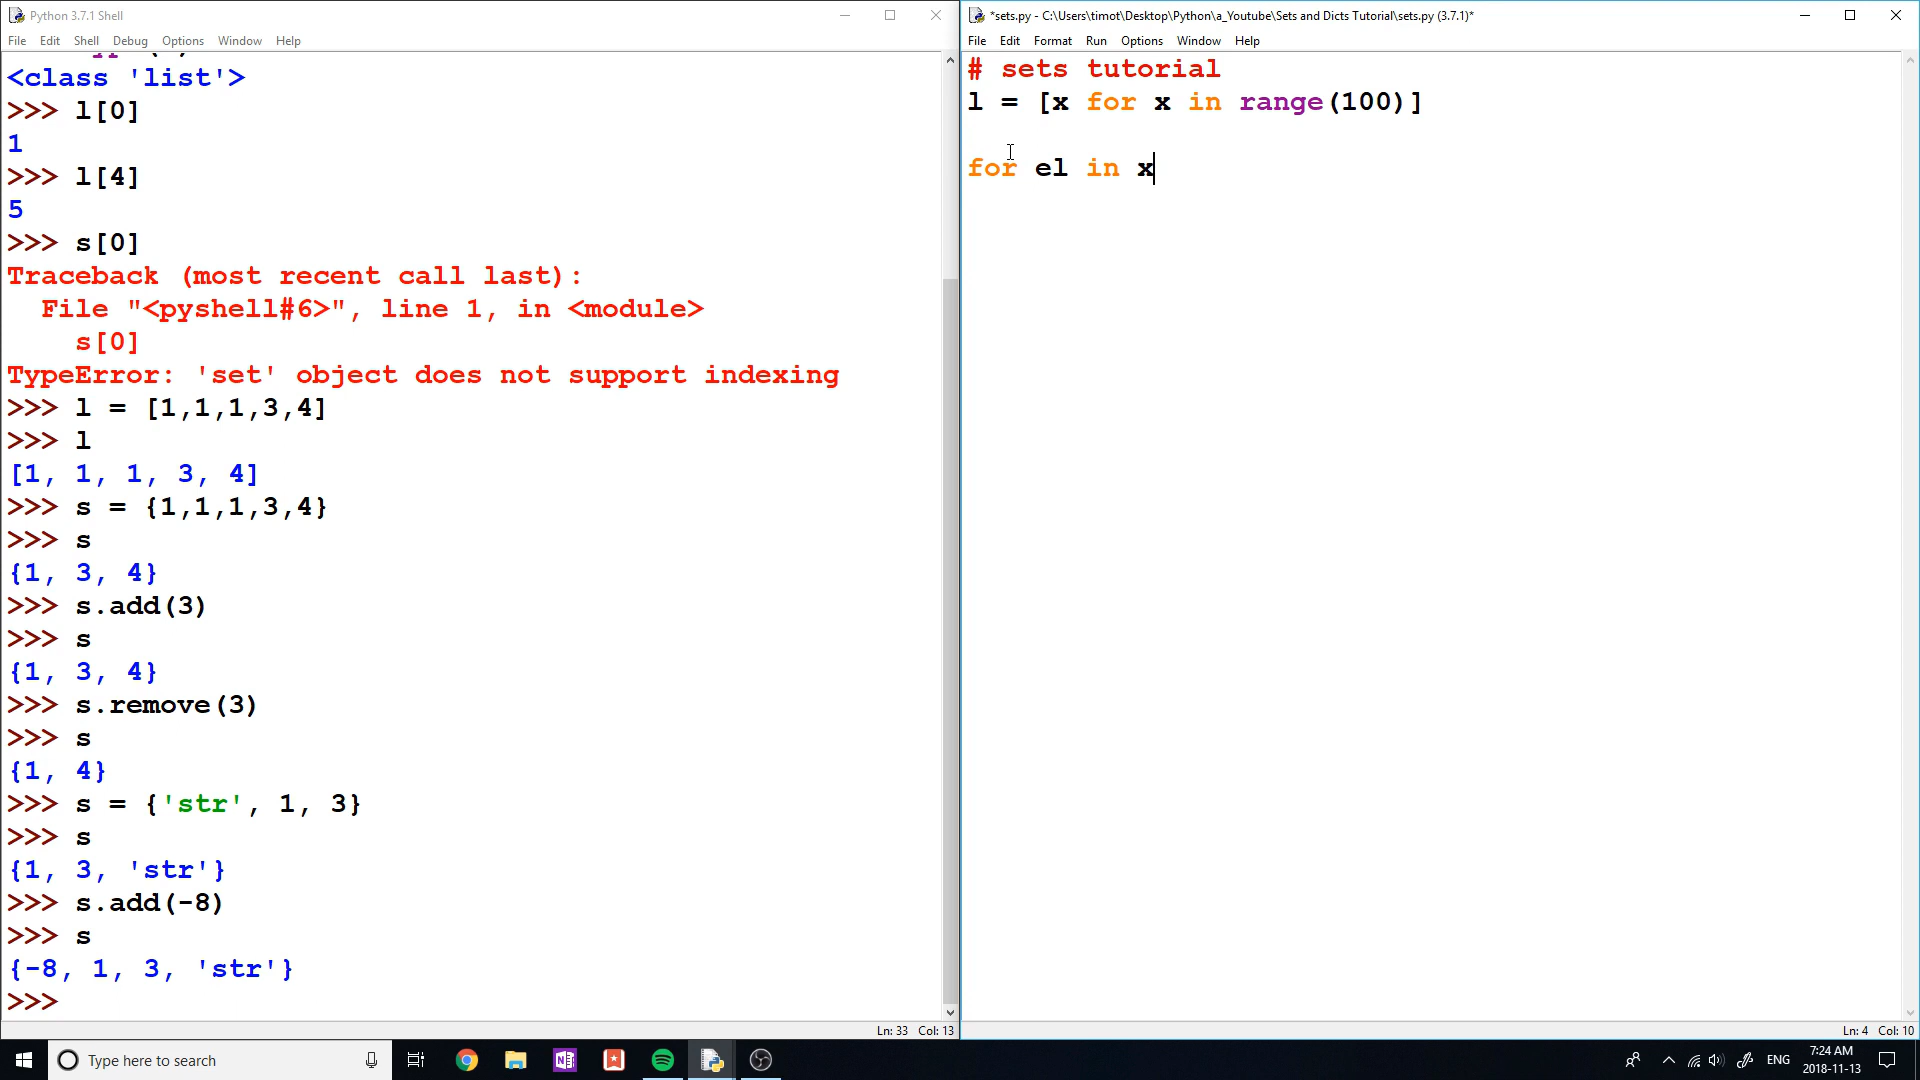 Python 3.7.1 Shell
File Edit Shell Debug Options Window Help
<class 'list'>
>>> l[0]
1
>>> l[4]
5
>>> s[0]
Traceback (most recent call last):
  File "<pyshell#6>", line 1, in <module>
    s[0]
TypeError: 'set' object does not support indexing
>>> l = [1,1,1,3,4]
>>> l
[1, 1, 1, 3, 4]
>>> s = {1,1,1,3,4}
>>> s
{1, 3, 4}
>>> s.add(3)
>>> s
{1, 3, 4}
>>> s.remove(3)
>>> s
{1, 4}
>>> s = {'str', 1, 3}
>>> s
{1, 3, 'str'}
>>> s.add(-8)
>>> s
{-8, 1, 3, 'str'}
>>>
Ln: 33 Col: 13
*sets.py - C:\Users\timot\Desktop\Python\a_Youtube\Sets and Dicts Tutorial\sets.py (3.7.1)*
File Edit Format Run Options Window Help
# sets tutorial
l = [x for x in range(100)]
for el in x
Ln: 4 Col: 10
Type here to search
ENG
7:24 AM
2018-11-13